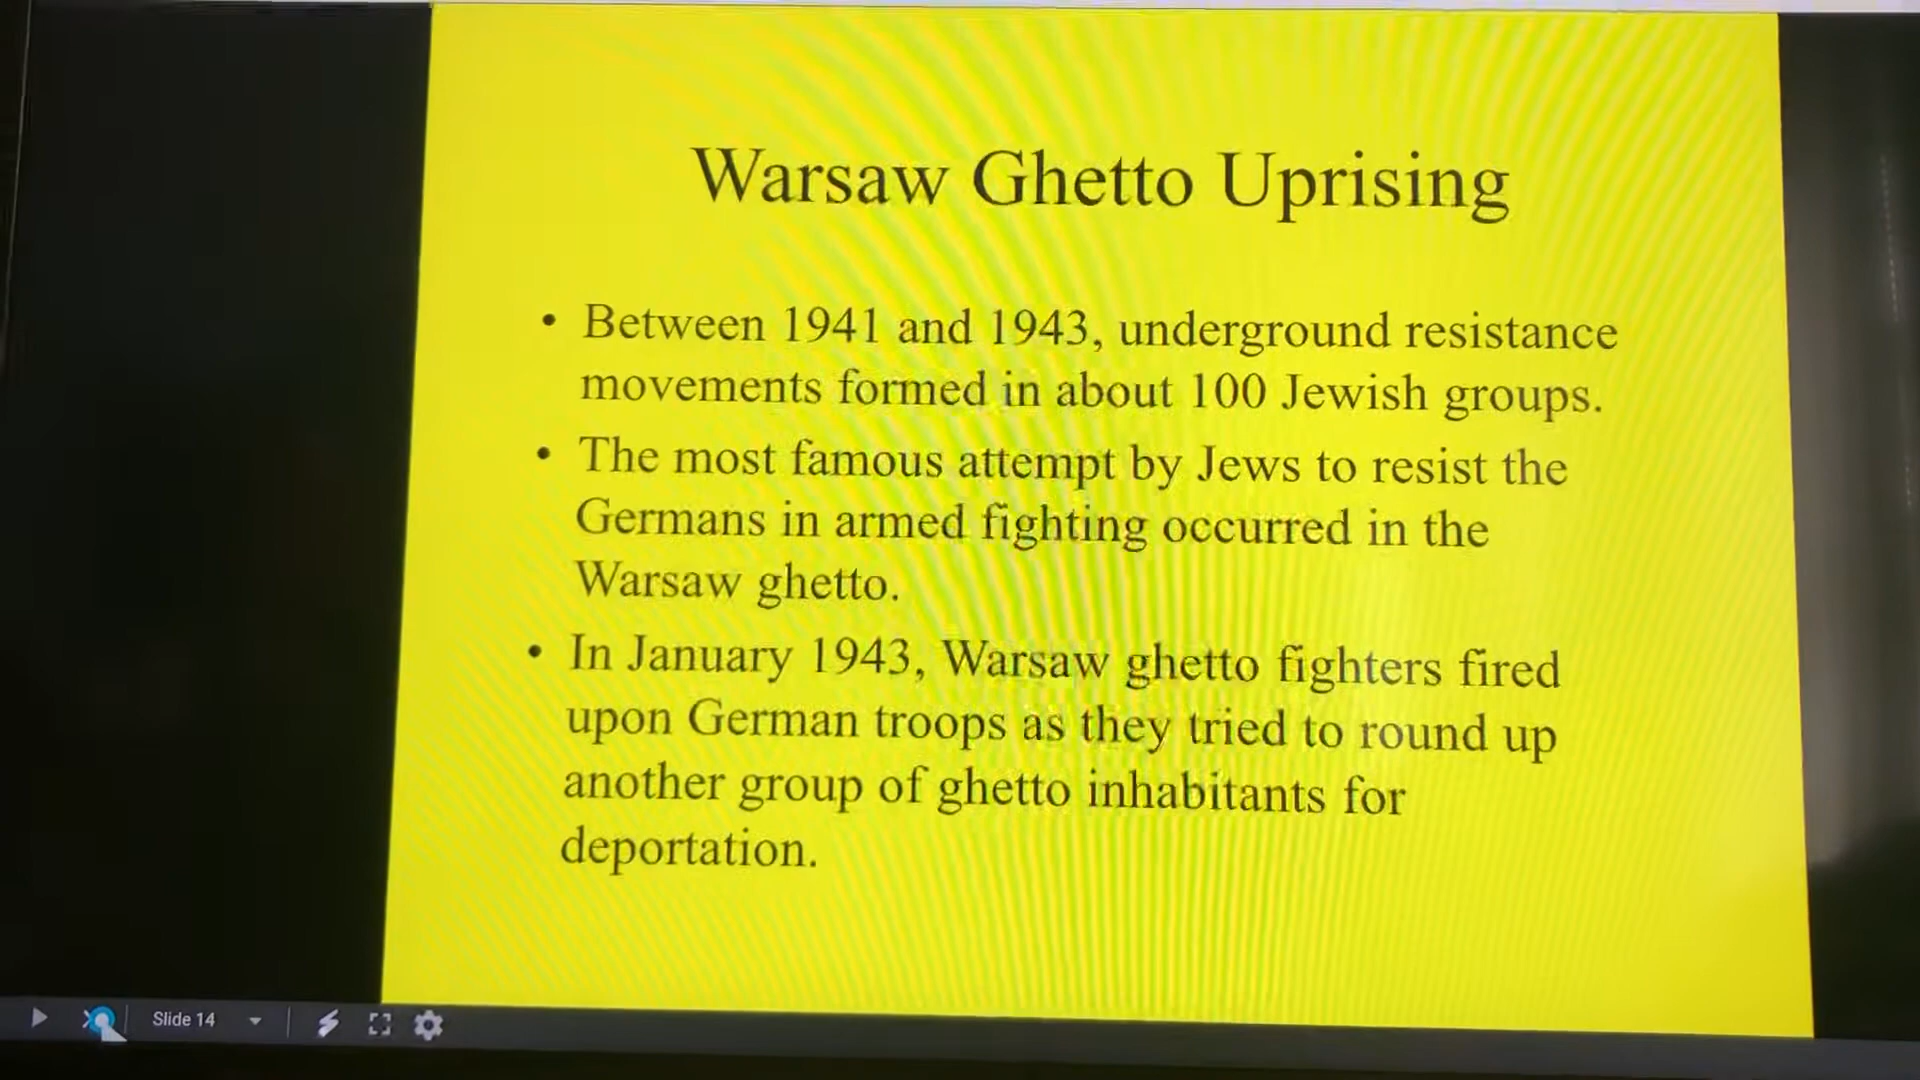 Warsaw Ghetto Uprising
• Between 1941 and 1943, underground resistance
movements formed in about 100 Jewish groups.
• The most famous attempt by Jews to resist the
Germans in armed fighting occurred in the
Warsaw ghetto.
• In January 1943, Warsaw ghetto fighters fired
upon German troops as they tried to round up
another group of ghetto inhabitants for
deportation.
Slide 14